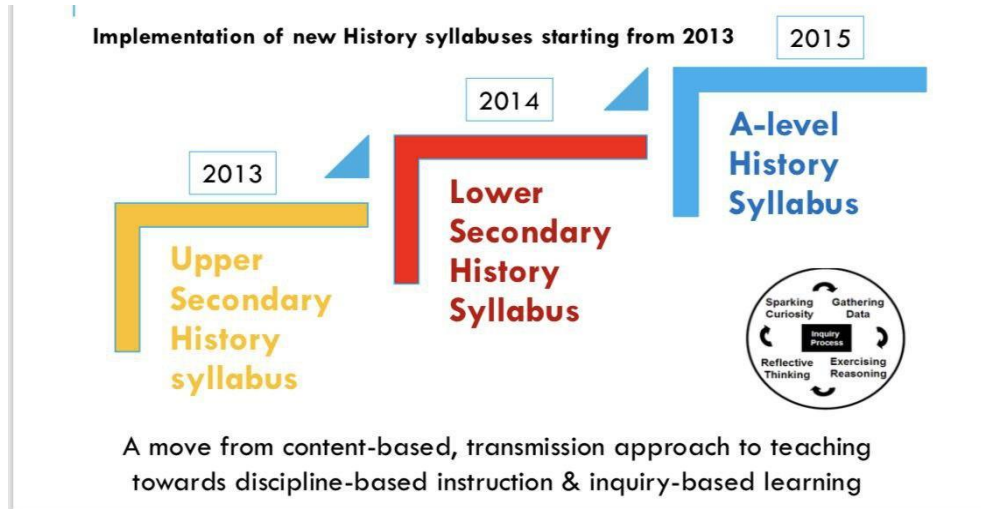 Implementation of new History syllabuses starting from 2013
2015
2014
2013
A-level
History
Syllabus
Lower
Secondary
History
Syllabus
Upper
Secondary
History
syllabus
Sparking
Curiosity
Gathering
Data
Inquiry
Process
Reflective
Thinking
Exercising
Reasoning
A move from content-based, transmission approach to teaching
towards discipline-based instruction & inquiry-based learning